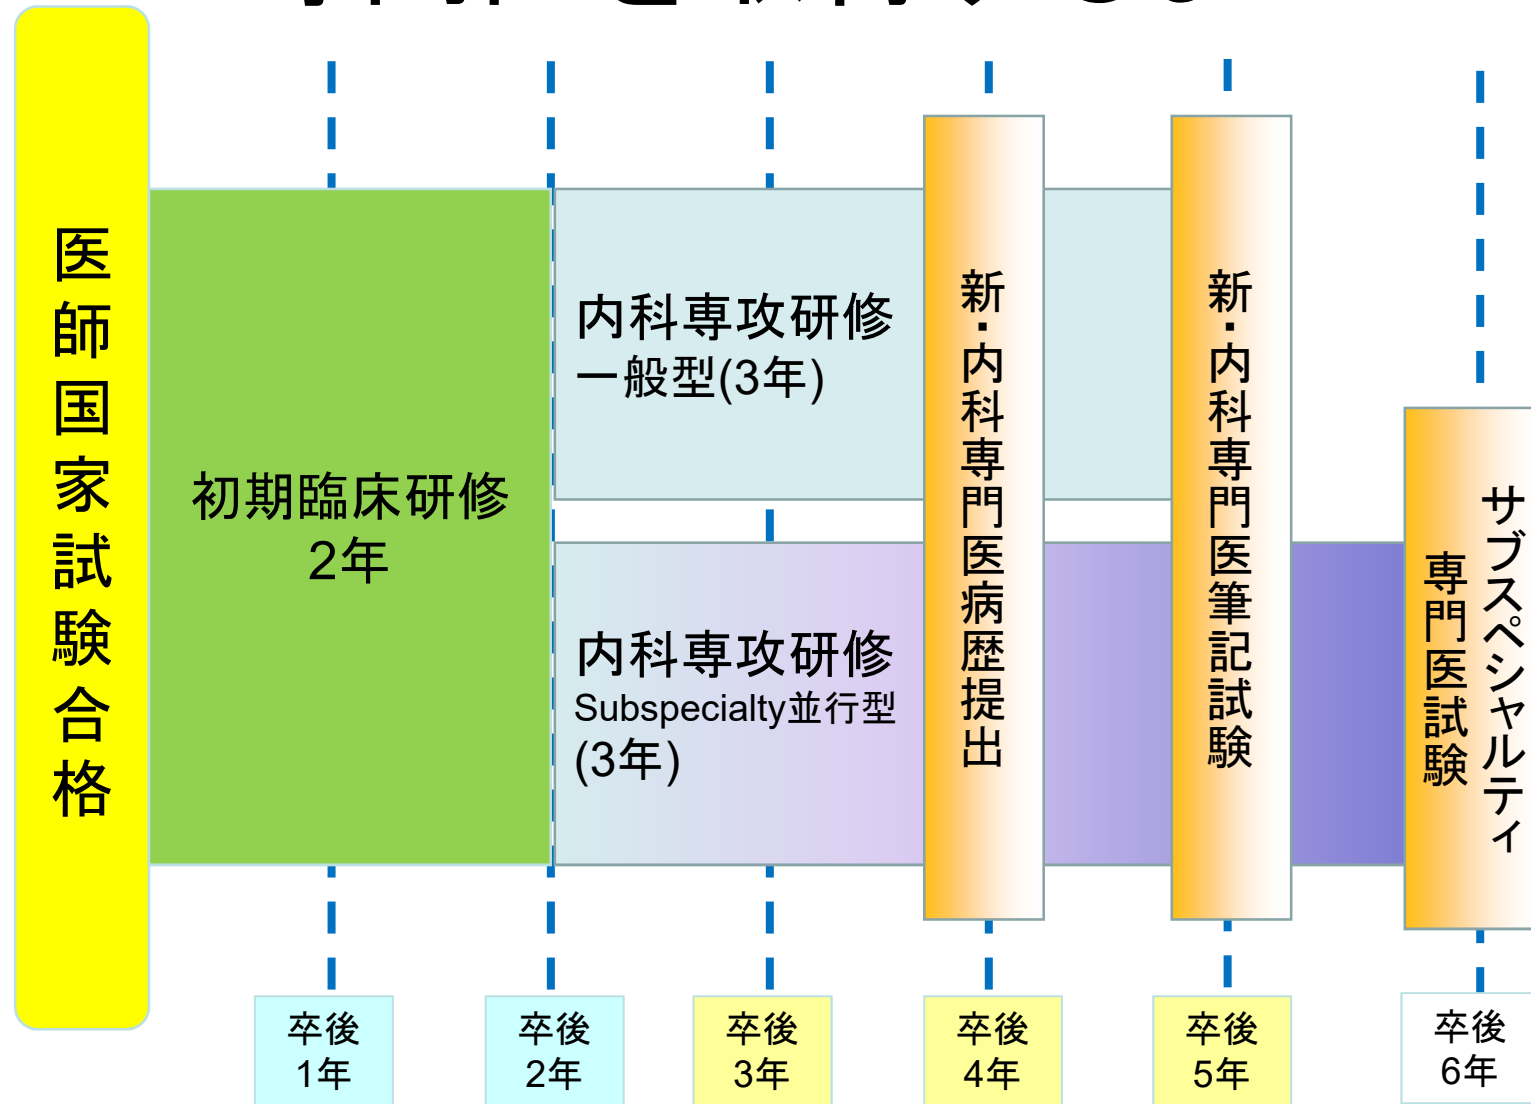 医師国家試験合格
初期臨床研修
2年
内科専攻研修
一般型(3年)
内科専攻研修
Subspecialty並行型
(3年)
新・内科専門医病歴提出
新・内科専門医筆記試験
サブスペシャルティ
専門医試験
卒後
1年
卒後
2年
卒後
3年
卒後
4年
卒後
5年
卒後
6年